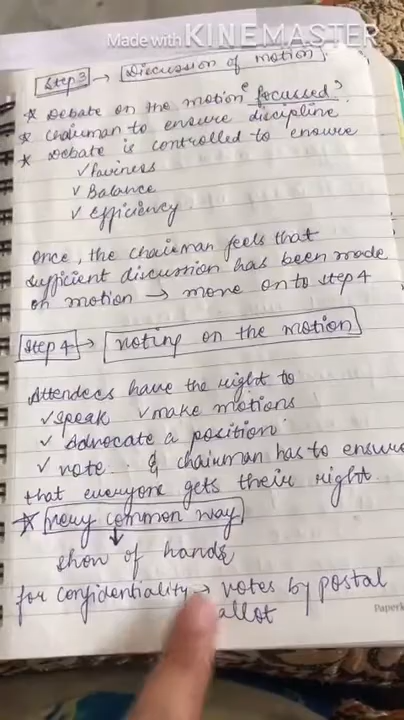 Made with KINEMASTER
Step 3 → Discussion of motion
* Debate on the motion "focussed"
* Chairman to ensure discipline
* Debate is controlled to ensure
✓ Fairness
✓ Balance
✓ Efficiency
Once, the chairman feels that
sufficient discussion has been made
on motion → move onto step 4
Step 4 → Voting on the motion
Attendees have the right to
✓ speak ✓ make motions
✓ Advocate a position
✓ vote. & chairman has to ensure
that everyone gets their right.
* Very common way
↓
show of hands
for confidentiality → votes by postal
allot